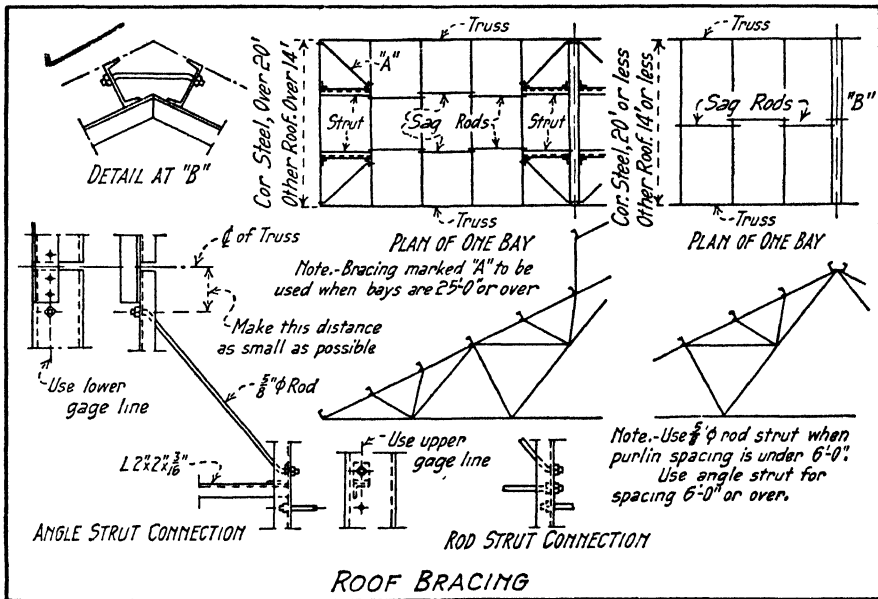 Truss
"A"
Cor. Steel, Over 20'
Other Roof. Over 14'
Strut
Sag Rods
Strut
Truss
PLAN OF ONE BAY
Note.-Bracing marked "A" to be
used when bays are 25'-0" or over
DETAIL AT "B"
Truss
Cor. Steel, 20' or less
Other Roof. 14' or less
Sag Rods
"B"
Truss
PLAN OF ONE BAY
℄ of Truss
Make this distance
as small as possible
Use lower
gage line
5/8"φ Rod
L2"x2"x3/16"
ANGLE STRUT CONNECTION
Use upper
gage line
ROD STRUT CONNECTION
Note.-Use 5/8"φ rod strut when
purlin spacing is under 6'-0".
Use angle strut for
spacing 6'-0" or over.
ROOF BRACING